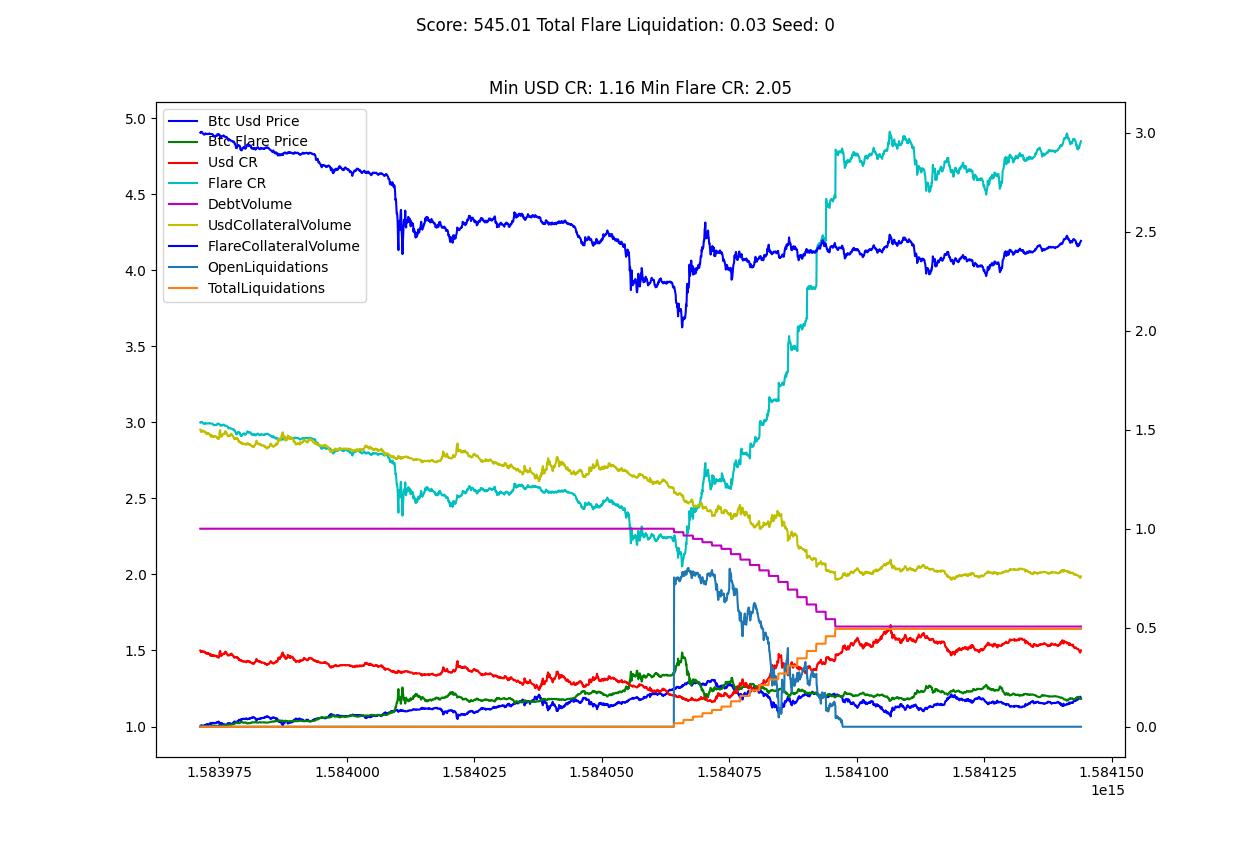 Score: 545.01 Total Flare Liquidation: 0.03 Seed: 0
Min USD CR: 1.16 Min Flare CR: 2.05
Btc Usd Price
Btc Flare Price
Usd CR
Flare CR
DebtVolume
UsdCollateralVolume
FlareCollateralVolume
OpenLiquidations
TotalLiquidations
5.0
4.5
4.0
3.5
3.0
2.5
2.0
1.5
1.0
3.0
2.5
2.0
1.5
1.0
0.5
0.0
1.583975 1.584000 1.584025 1.584050 1.584075 1.584100 1.584125 1.584150
1e15